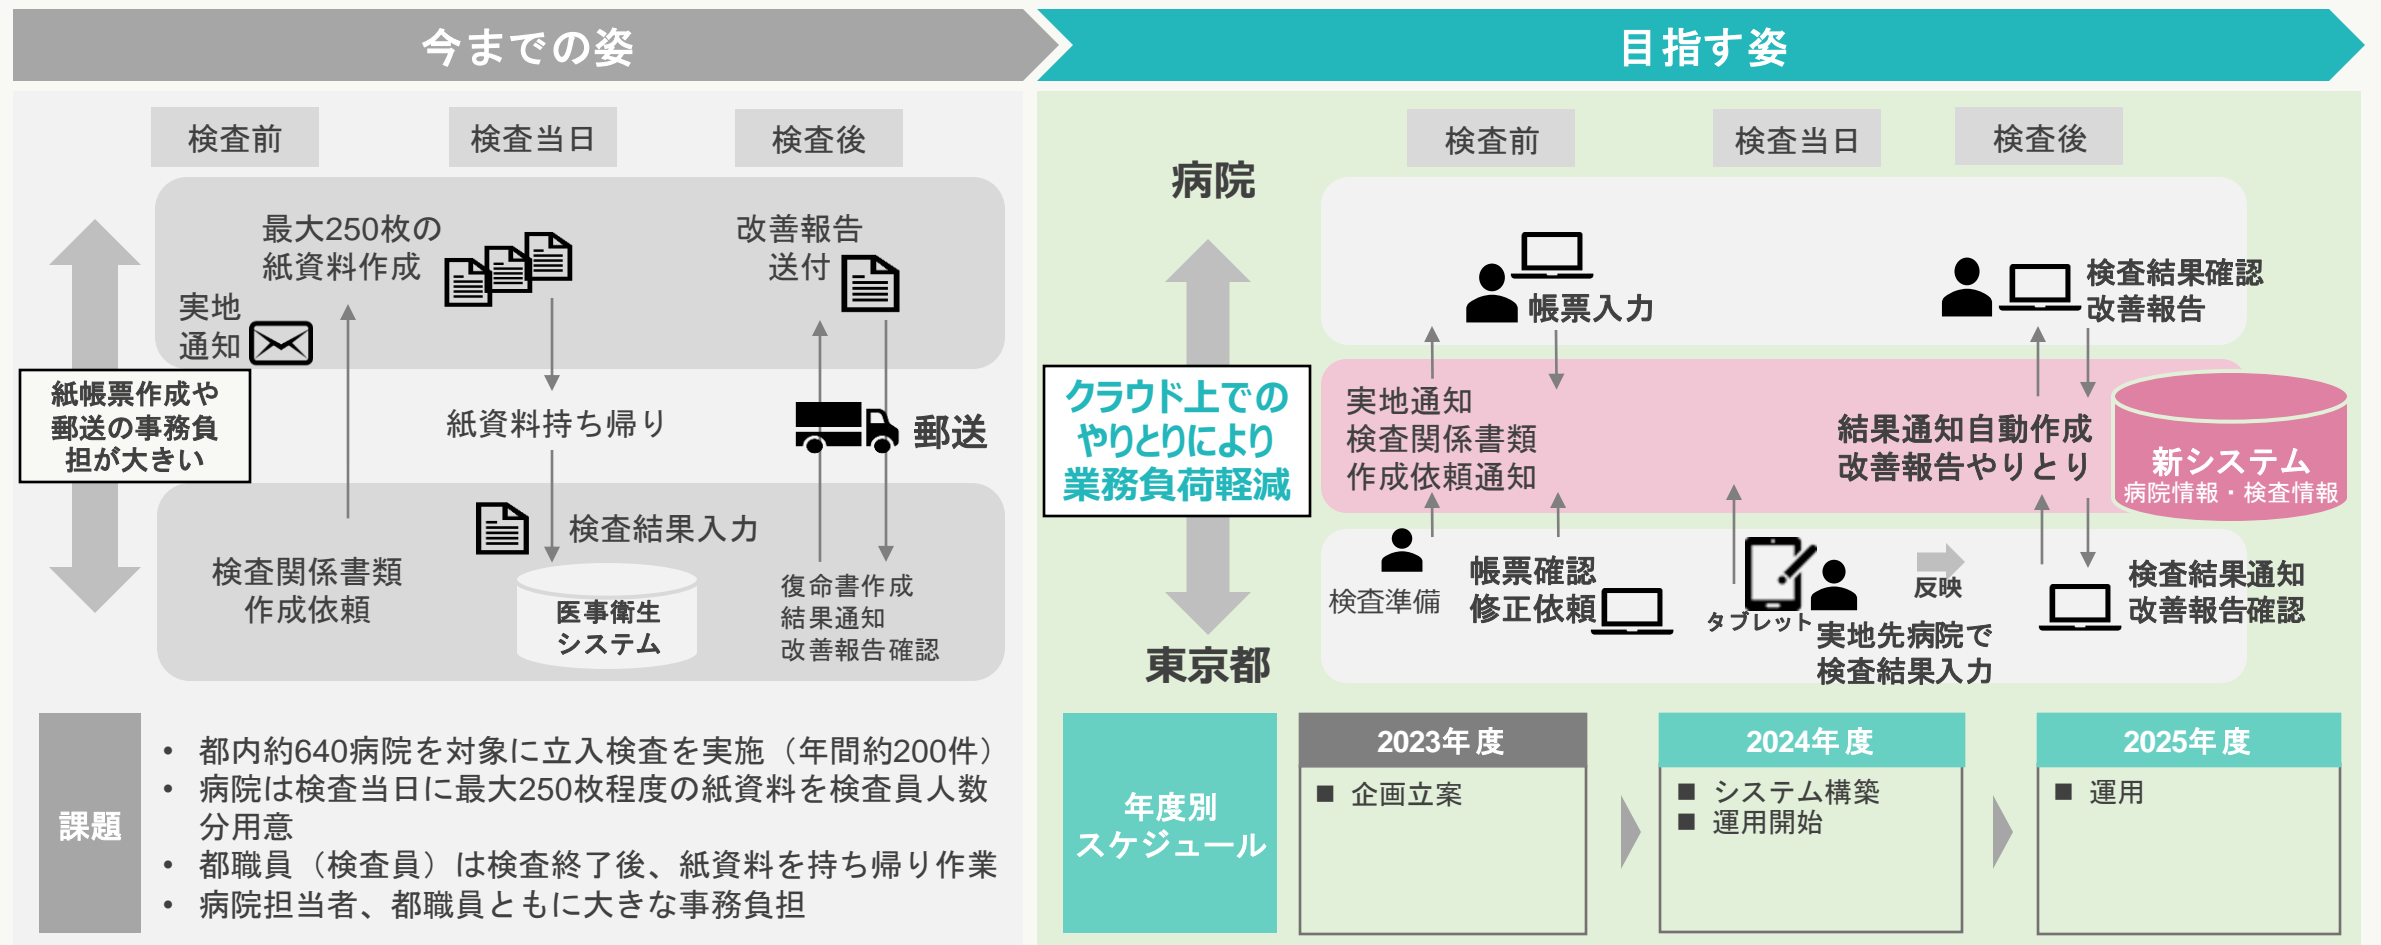 今までの姿
検査前
検査当日
検査後
最大250枚の
紙資料作成
実地
通知
改善報告
送付
紙帳票作成や
郵送の事務負
担が大きい
紙資料持ち帰り
郵送
検査関係書類
作成依頼
検査結果入力
医事衛生
システム
復命書作成
結果通知
改善報告確認
課題
• 都内約640病院を対象に立入検査を実施（年間約200件）
• 病院は検査当日に最大250枚程度の紙資料を検査員人数
分用意
• 都職員（検査員）は検査終了後、紙資料を持ち帰り作業
• 病院担当者、都職員ともに大きな事務負担
目指す姿
検査前
検査当日
検査後
病院
帳票入力
検査結果確認
改善報告
クラウド上での
やりとりにより
業務負荷軽減
実地通知
検査関係書類
作成依頼通知
結果通知自動作成
改善報告やりとり
新システム
病院情報・検査情報
東京都
検査準備
帳票確認
修正依頼
タブレット
実地先病院で
検査結果入力
反映
検査結果通知
改善報告確認
年度別
スケジュール
2023年度
■ 企画立案
2024年度
■ システム構築
■ 運用開始
2025年度
■ 運用